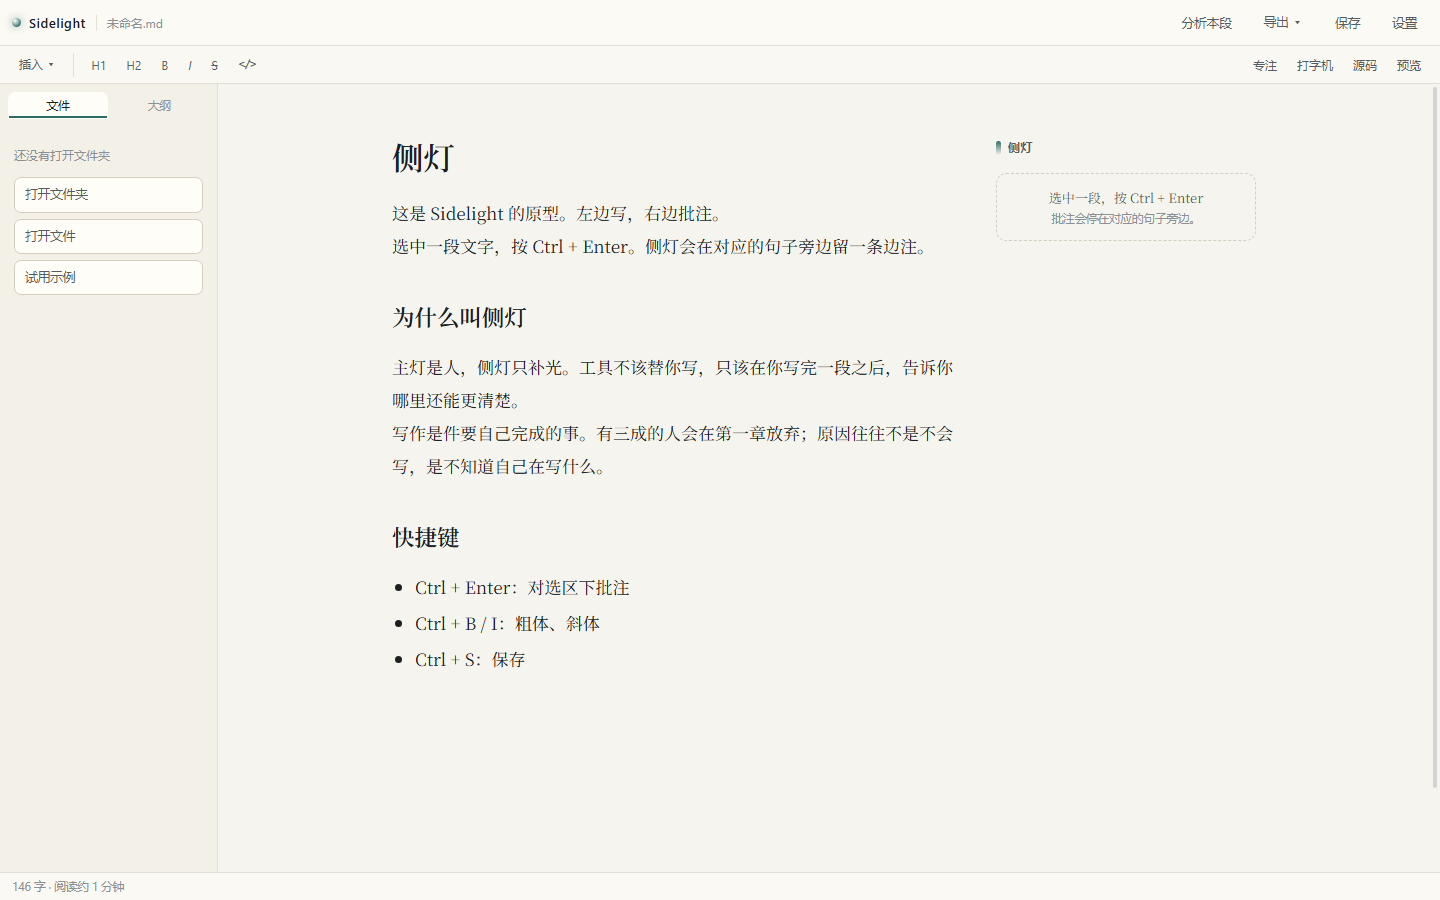 Sidelight 未命名.md 分析本段 导出 保存 设置
插入 H1 H2 B I S </> 专注 打字机 源码 预览
文件 大纲
还没有打开文件夹
打开文件夹
打开文件
试用示例
侧灯
这是 Sidelight 的原型。左边写，右边批注。
选中一段文字，按 Ctrl + Enter。侧灯会在对应的句子旁边留一条边注。
为什么叫侧灯
主灯是人，侧灯只补光。工具不该替你写，只该在你写完一段之后，告诉你
哪里还能更清楚。
写作是件要自己完成的事。有三成的人会在第一章放弃；原因往往不是不会
写，是不知道自己在写什么。
快捷键
Ctrl + Enter：对选区下批注
Ctrl + B / I：粗体、斜体
Ctrl + S：保存
侧灯
选中一段，按 Ctrl + Enter
批注会停在对应的句子旁边。
146 字 · 阅读约 1 分钟